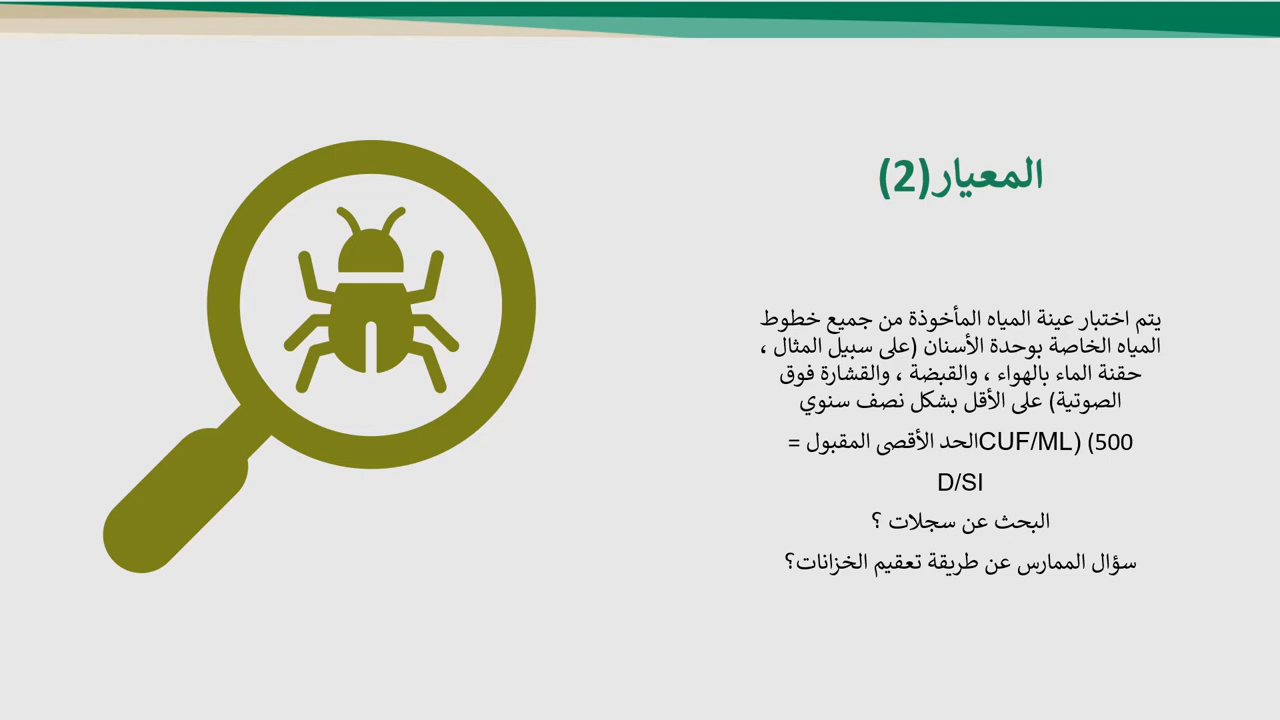 المعيار(2)
يتم اختبار عينة المياه المأخوذة من جميع خطوط
المياه الخاصة بوحدة الأسنان (على سبيل المثال ،
حقنة الماء بالهواء ، والقبضة ، والقشارة فوق
الصوتية) على الأقل بشكل نصف سنوي
500) (CUF/MLالحد الأقصى المقبول =
D/SI
البحث عن سجلات ؟
سؤال الممارس عن طريقة تعقيم الخزانات؟